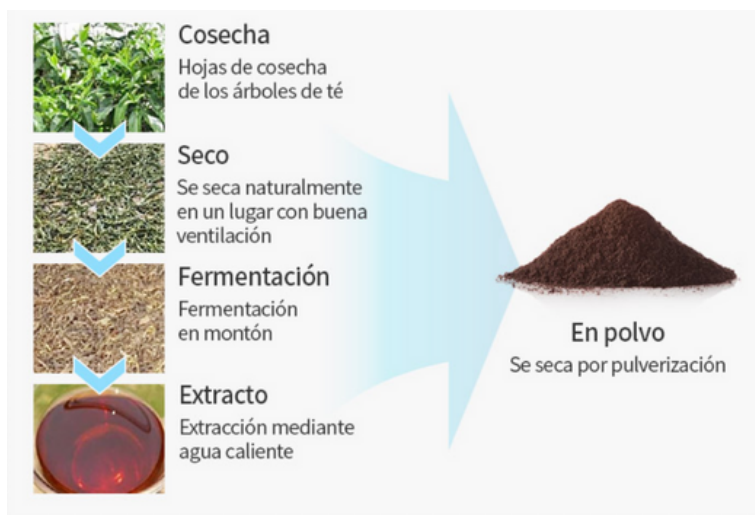 Cosecha
Hojas de cosecha
de los árboles de té
Seco
Se seca naturalmente
en un lugar con buena
ventilación
Fermentación
Fermentación
en montón
Extracto
Extracción mediante
agua caliente
En polvo
Se seca por pulverización